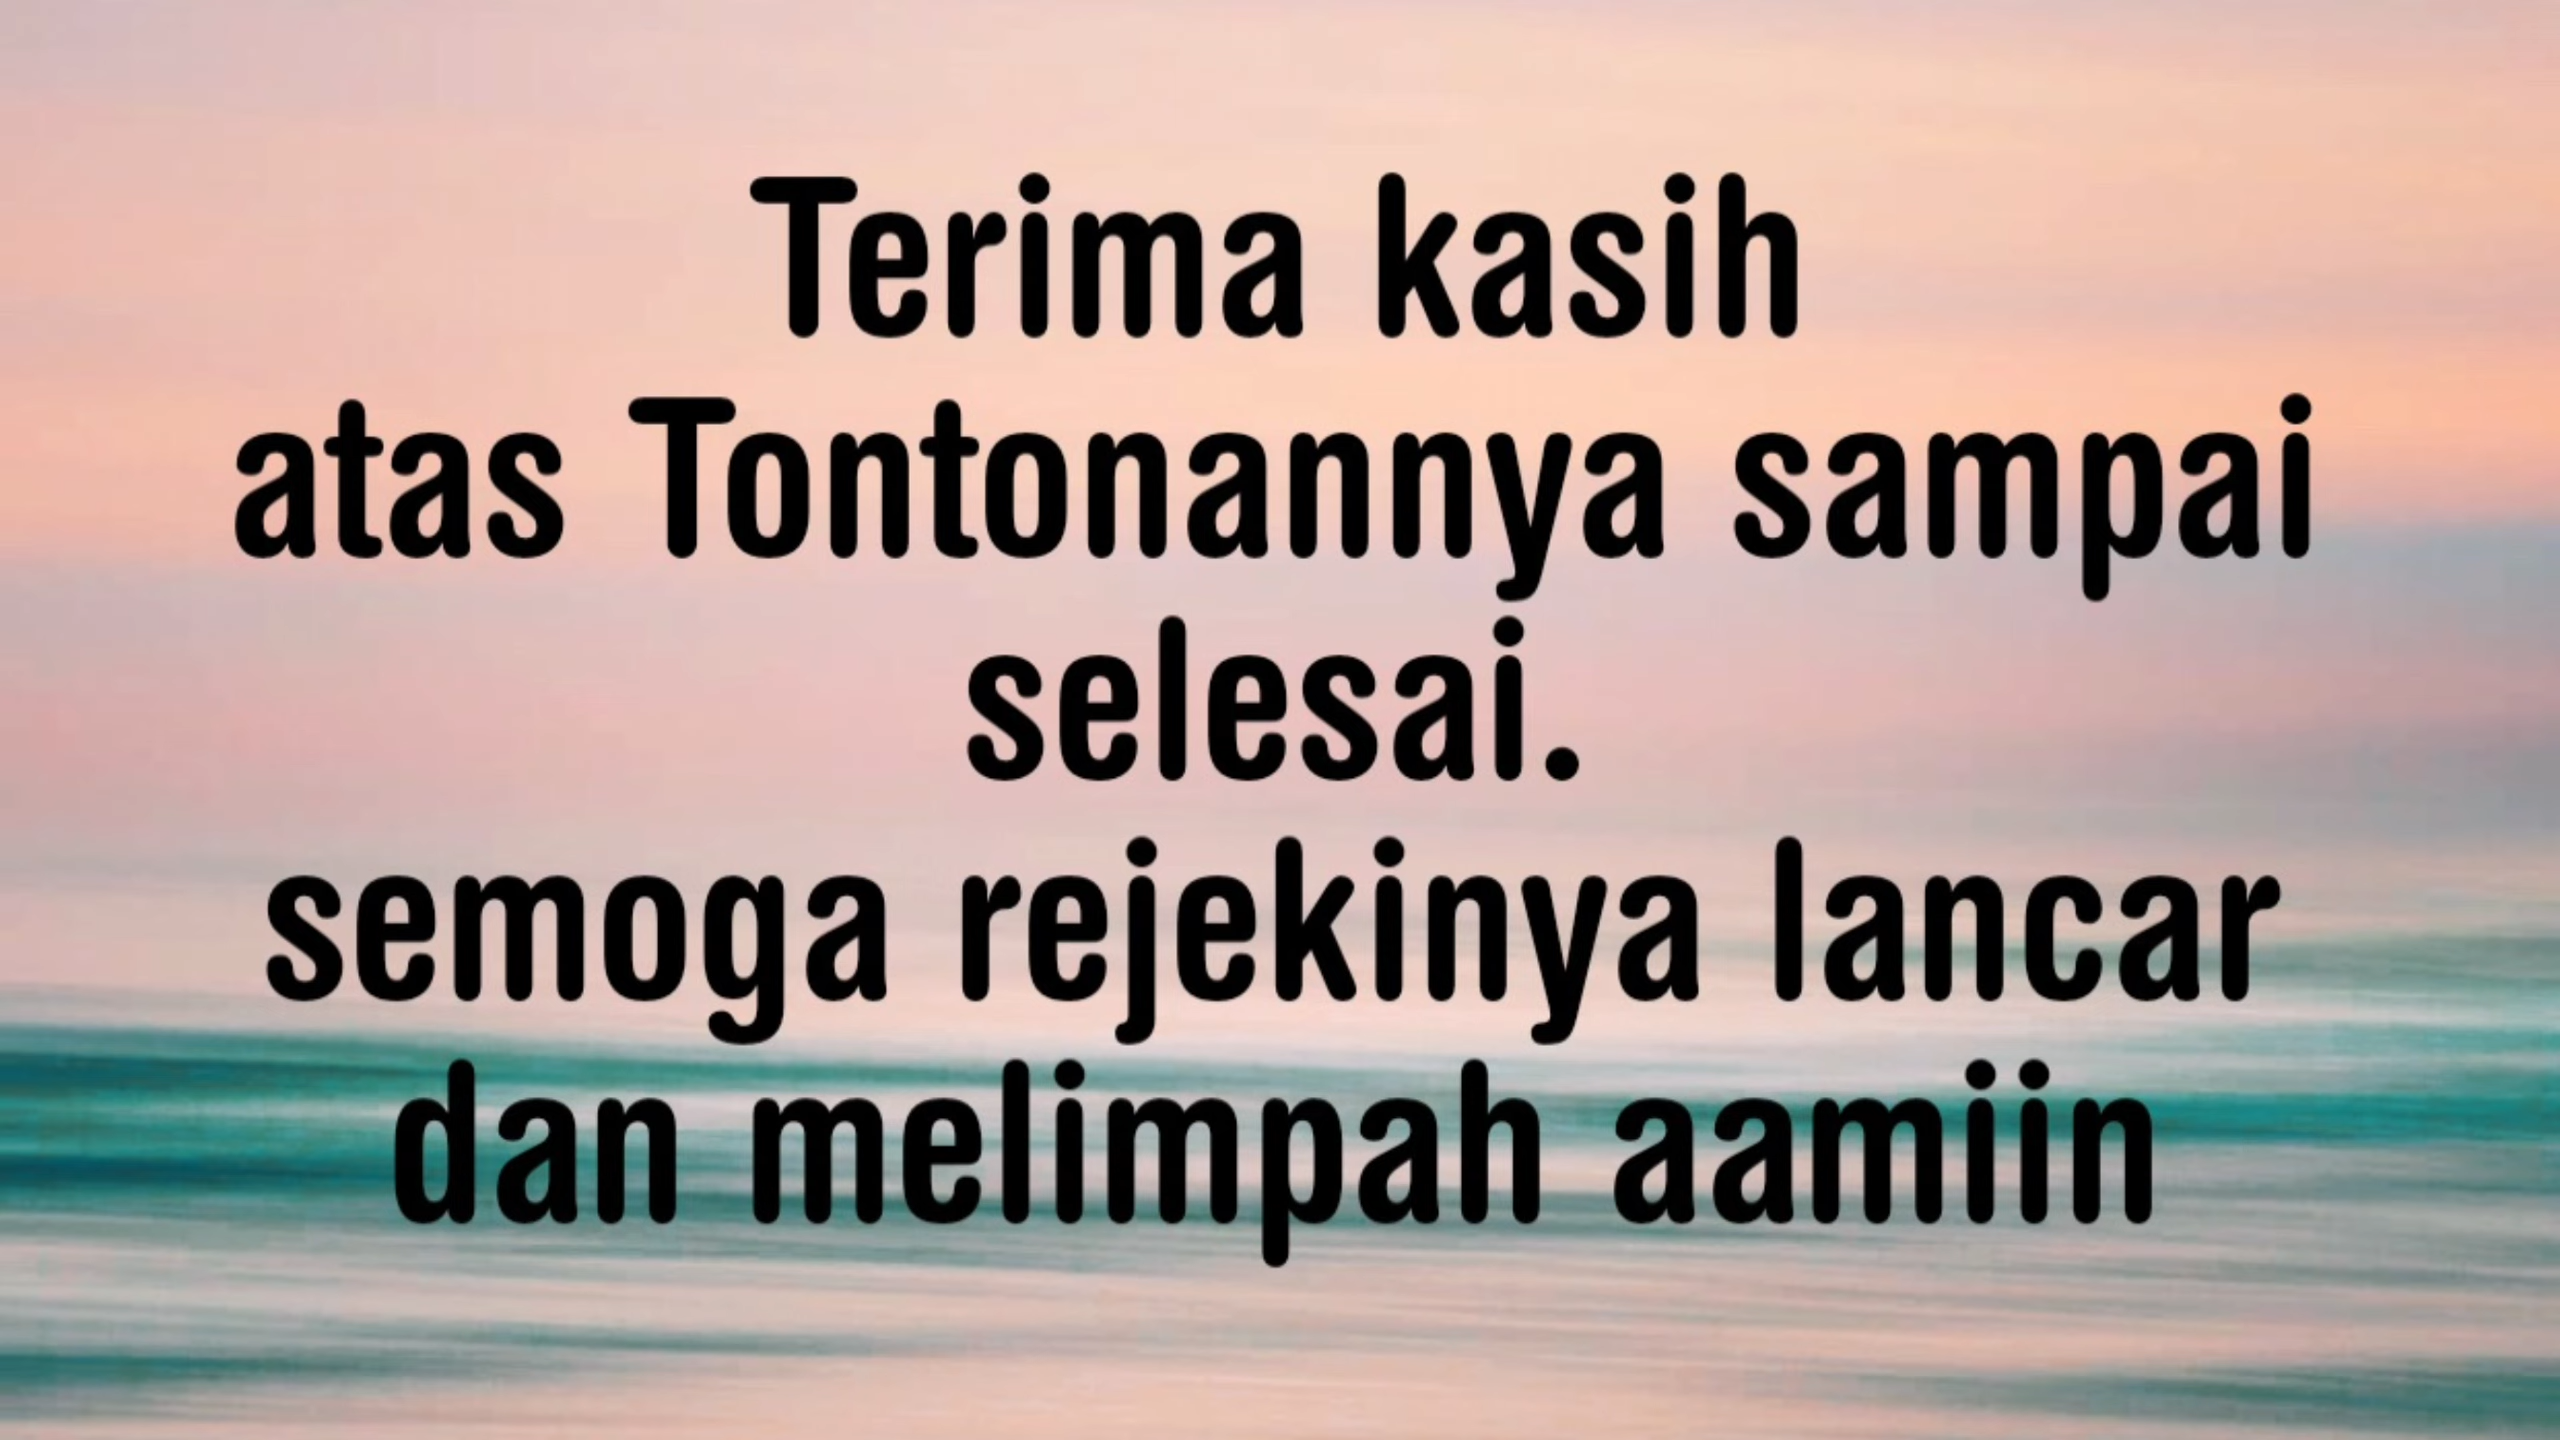 Terima kasih
atas Tontonannya sampai
selesai.
semoga rejekinya lancar
dan melimpah aamiin